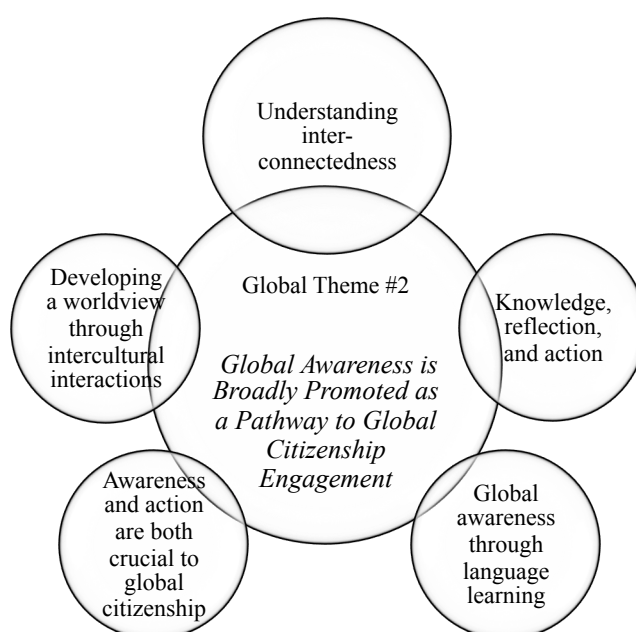 Understanding
inter-
connectedness
Global Theme #2
Global Awareness is
Broadly Promoted as
a Pathway to Global
Citizenship
Engagement
Knowledge,
reflection,
and action
Global
awareness
through
language
learning
Awareness
and action
are both
crucial to
global
citizenship
Developing
a worldview
through
intercultural
interactions